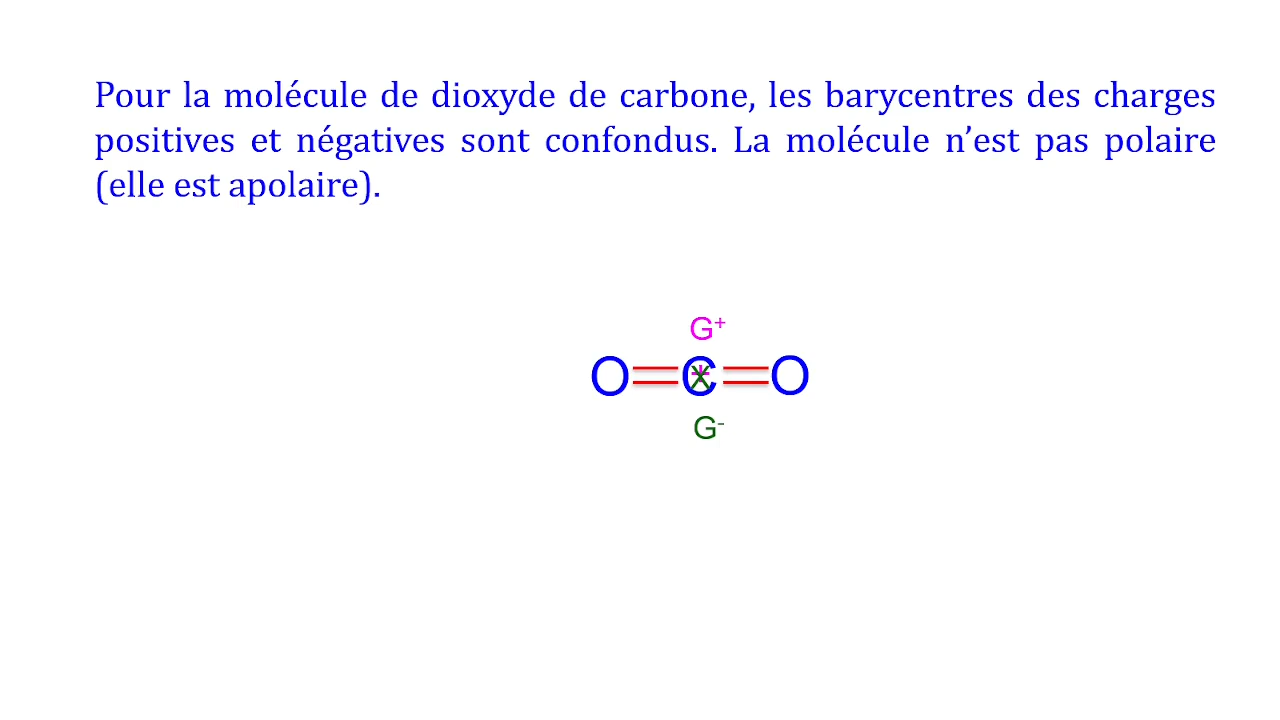 Pour la molécule de dioxyde de carbone, les barycentres des charges
positives et négatives sont confondus. La molécule n’est pas polaire
(elle est apolaire).
G⁺
O=C=O
G⁻